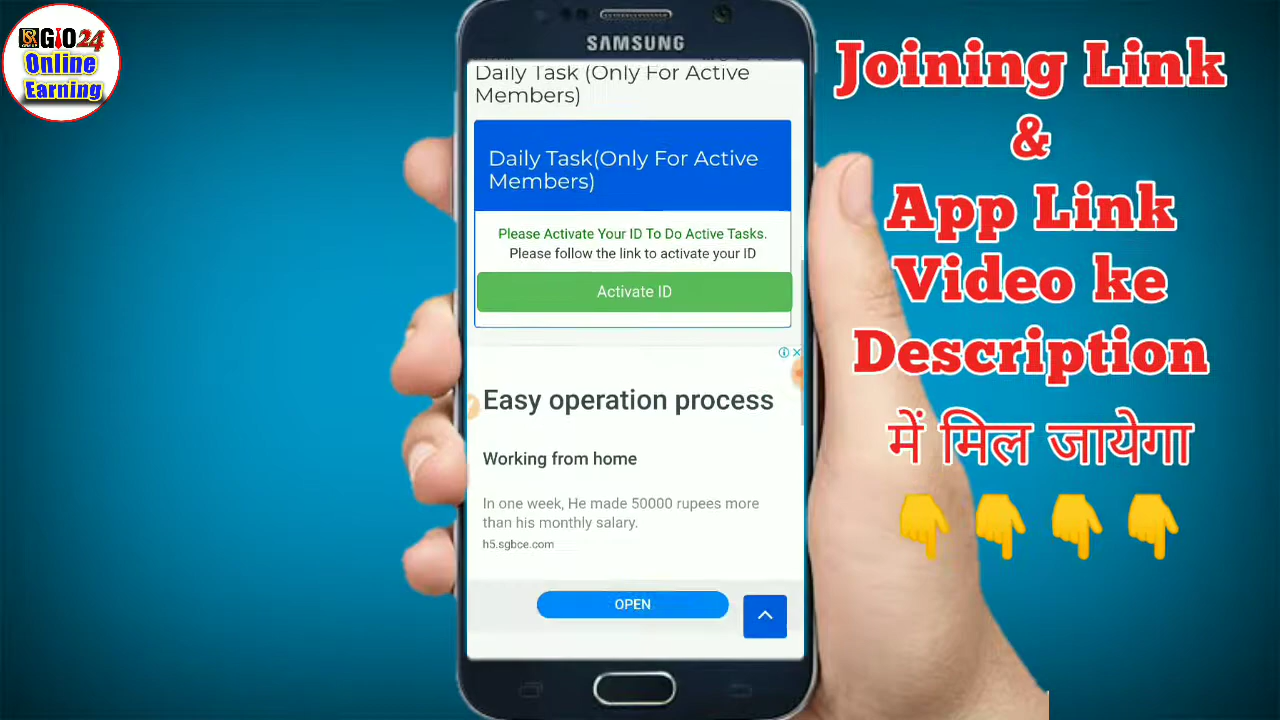 GIO24
Online
Earning
SAMSUNG
Daily Task (Only For Active
Members)
Daily Task(Only For Active
Members)
Please Activate Your ID To Do Active Tasks.
Please follow the link to activate your ID
Activate ID
Easy operation process
Working from home
In one week, He made 50000 rupees more
than his monthly salary.
h5.sgbce.com
OPEN
Joining Link
&
App Link
Video ke
Description
में मिल जायेगा